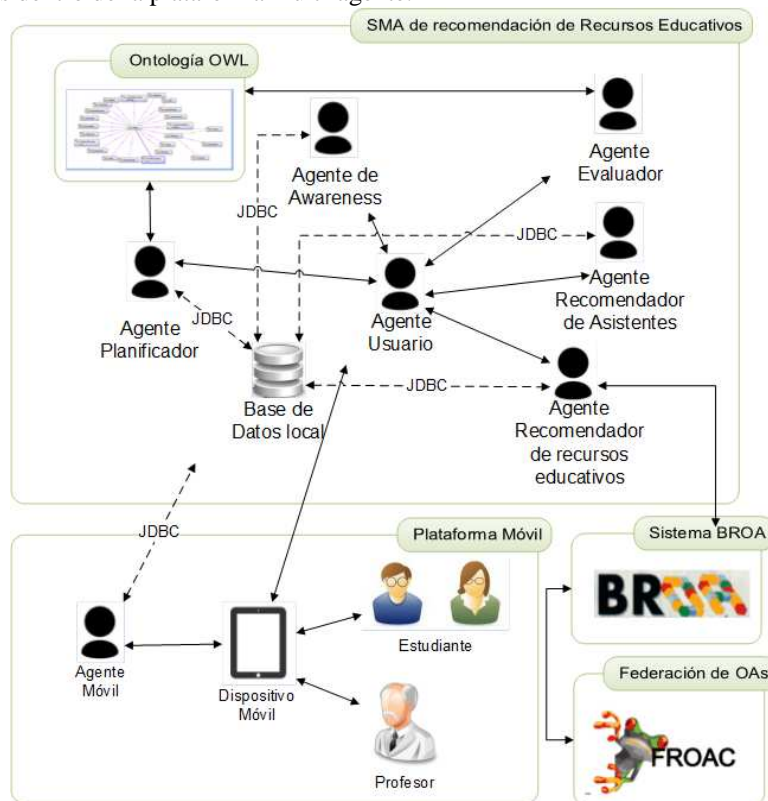 SMA de recomendación de Recursos Educativos
Ontología OWL
Agente de
Awareness
Agente
Evaluador
JDBC
JDBC
Agente
Planificador
JDBC
Agente
Usuario
Agente
Recomendador
de Asistentes
Base de
Datos local
JDBC
Agente
Recomendador
de recursos
educativos
JDBC
Plataforma Móvil
Sistema BROA
BROA
Estudiante
Agente
Móvil
Dispositivo
Móvil
Federación de OAs
FROAC
Profesor